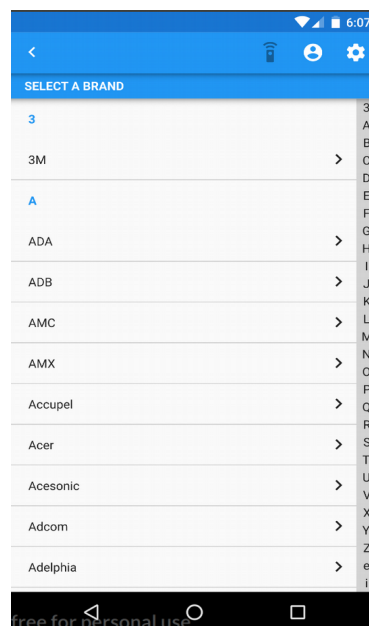 6:07
SELECT A BRAND
3
3M
A
ADA
ADB
AMC
AMX
Accupel
Acer
Acesonic
Adcom
Adelphia
3
A
B
C
D
E
F
G
H
I
J
K
L
M
N
O
P
Q
R
S
T
U
V
X
Y
Z
e
i
free for personal use